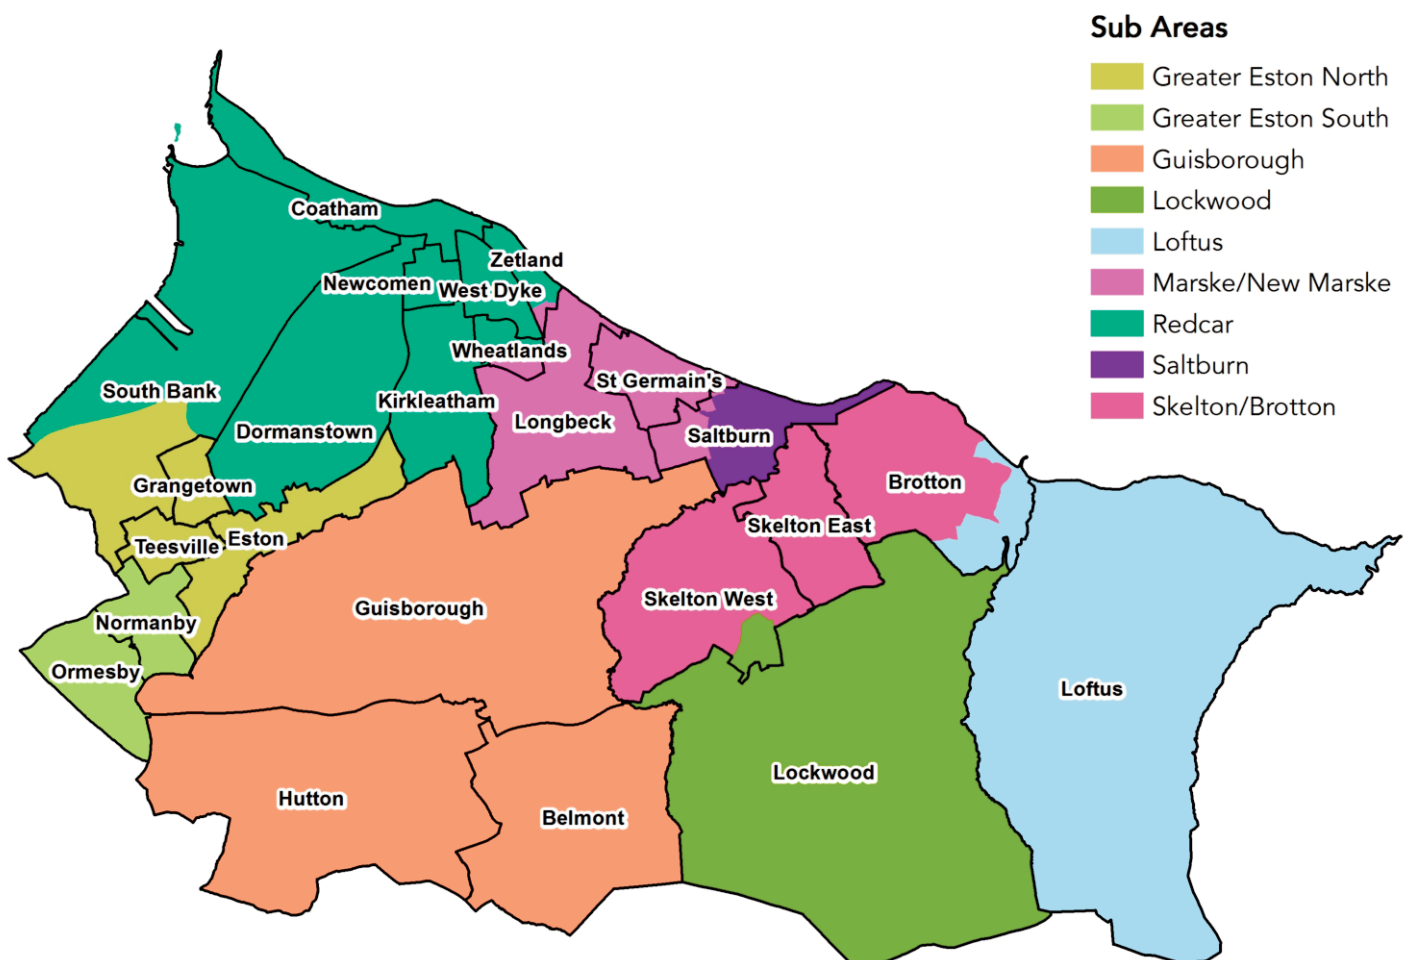 Sub Areas
Greater Eston North
Greater Eston South
Guisborough
Lockwood
Loftus
Marske/New Marske
Redcar
Saltburn
Skelton/Brotton
Coatham
Zetland
Newcomen
West Dyke
Wheatlands
St Germain's
South Bank
Kirkleatham
Longbeck
Dormanstown
Saltburn
Grangetown
Brotton
Skelton East
Teesville
Eston
Skelton West
Guisborough
Normanby
Ormesby
Loftus
Lockwood
Hutton
Belmont